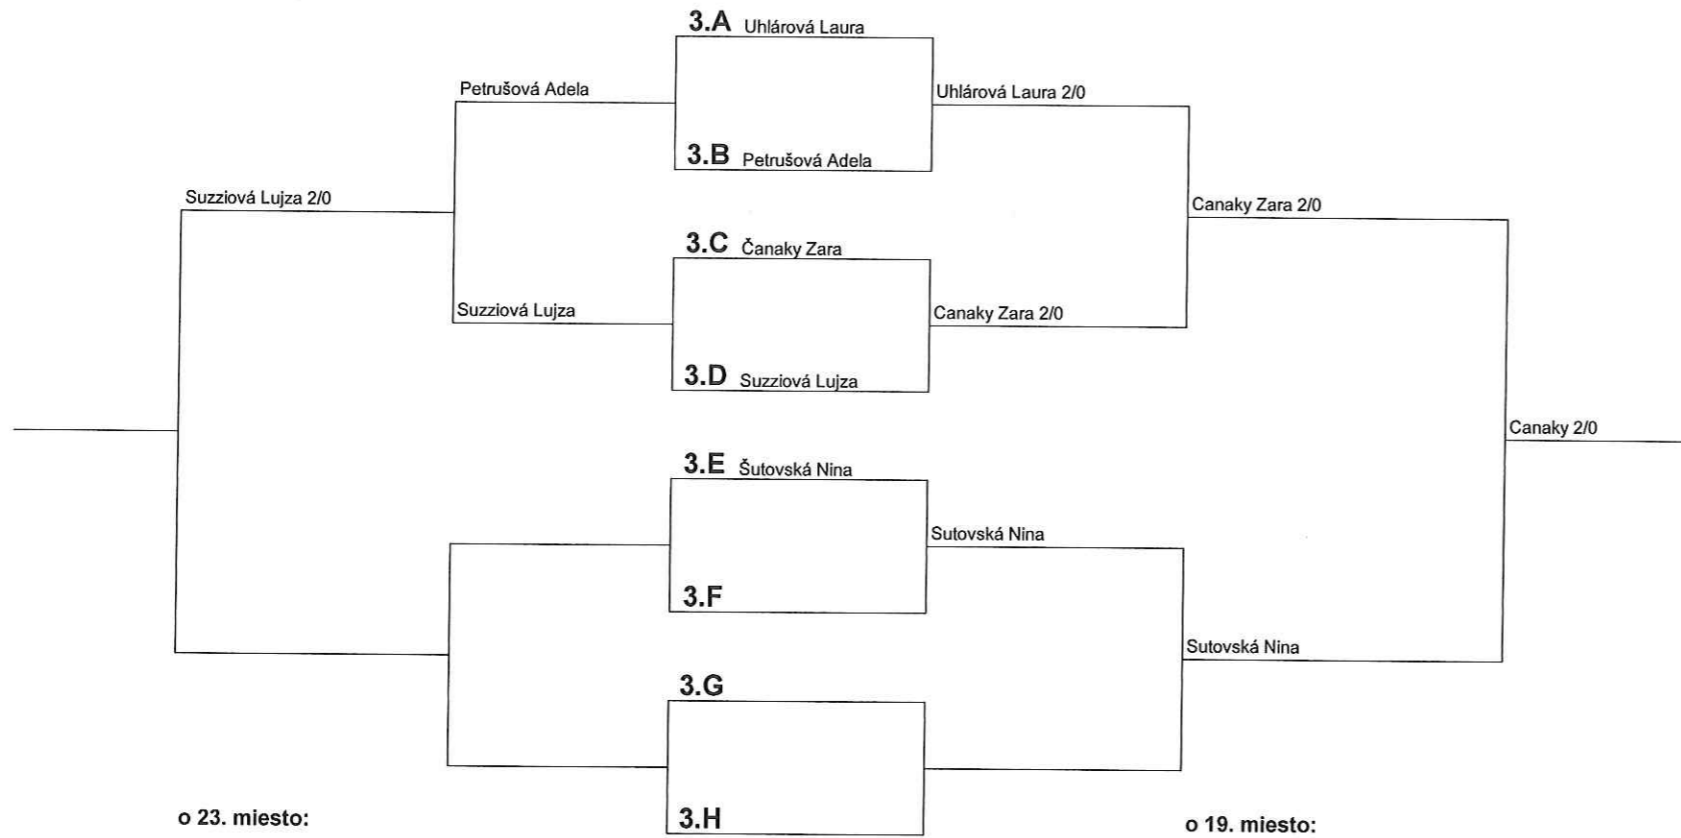 3.A Uhlárová Laura
Petrušová Adela
Uhlárová Laura 2/0
3.B Petrušová Adela
Suzziová Lujza 2/0
Canaky Zara 2/0
3.C Čanaky Zara
Suzziová Lujza
Canaky Zara 2/0
3.D Suzziová Lujza
Canaky 2/0
3.E Šutovská Nina
Sutovská Nina
3.F
Sutovská Nina
3.G
o 23. miesto:
3.H
o 19. miesto: